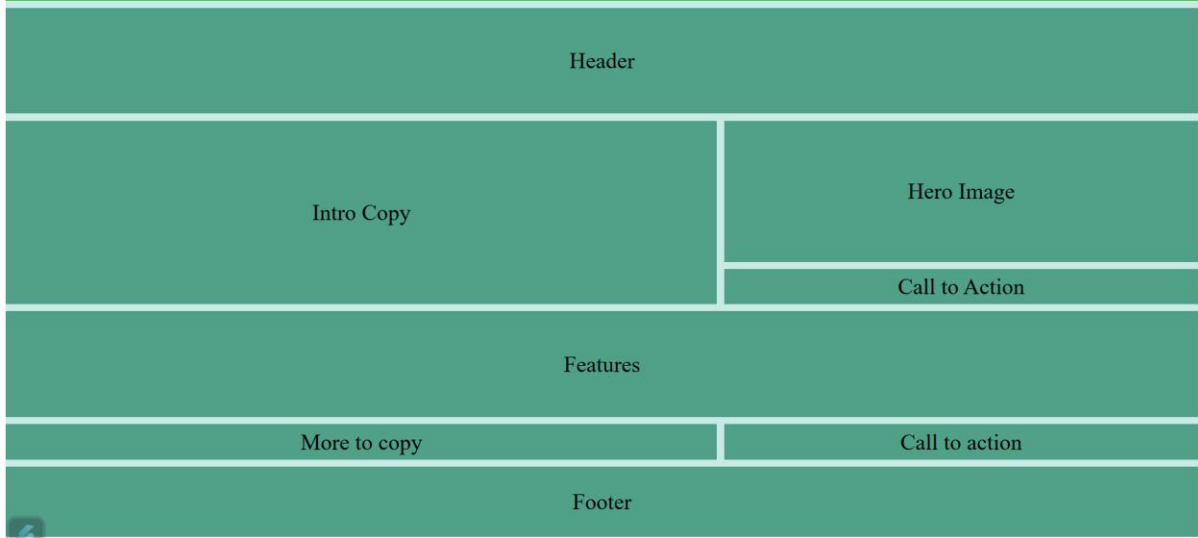 Header
Intro Copy
Hero Image
Call to Action
Features
More to copy
Call to action
Footer